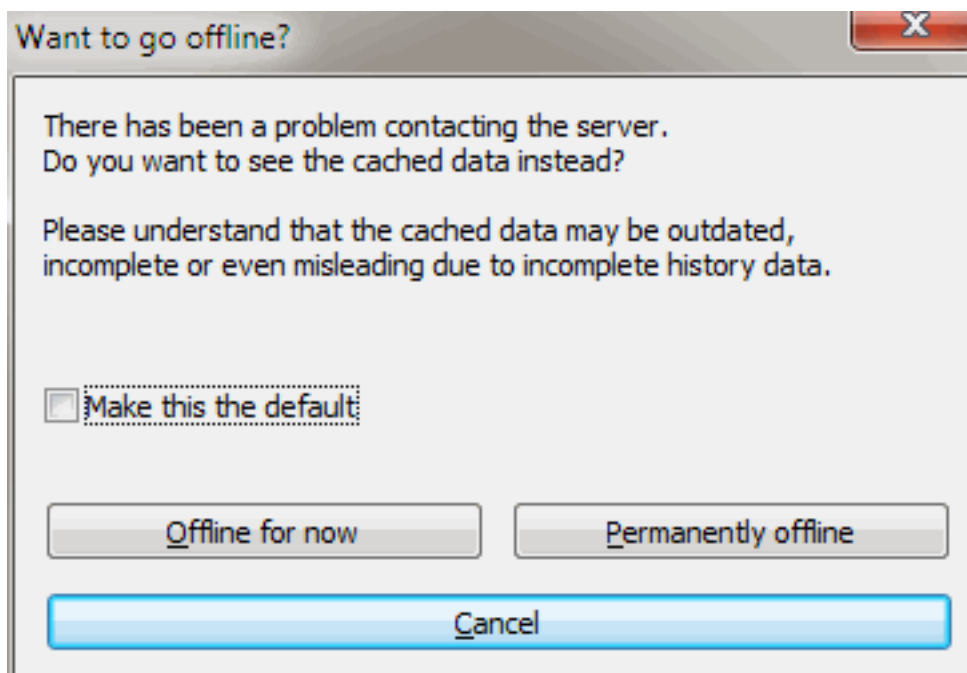 Want to go offline?
There has been a problem contacting the server.
Do you want to see the cached data instead?
Please understand that the cached data may be outdated,
incomplete or even misleading due to incomplete history data.
Make this the default
Offline for now
Permanently offline
Cancel